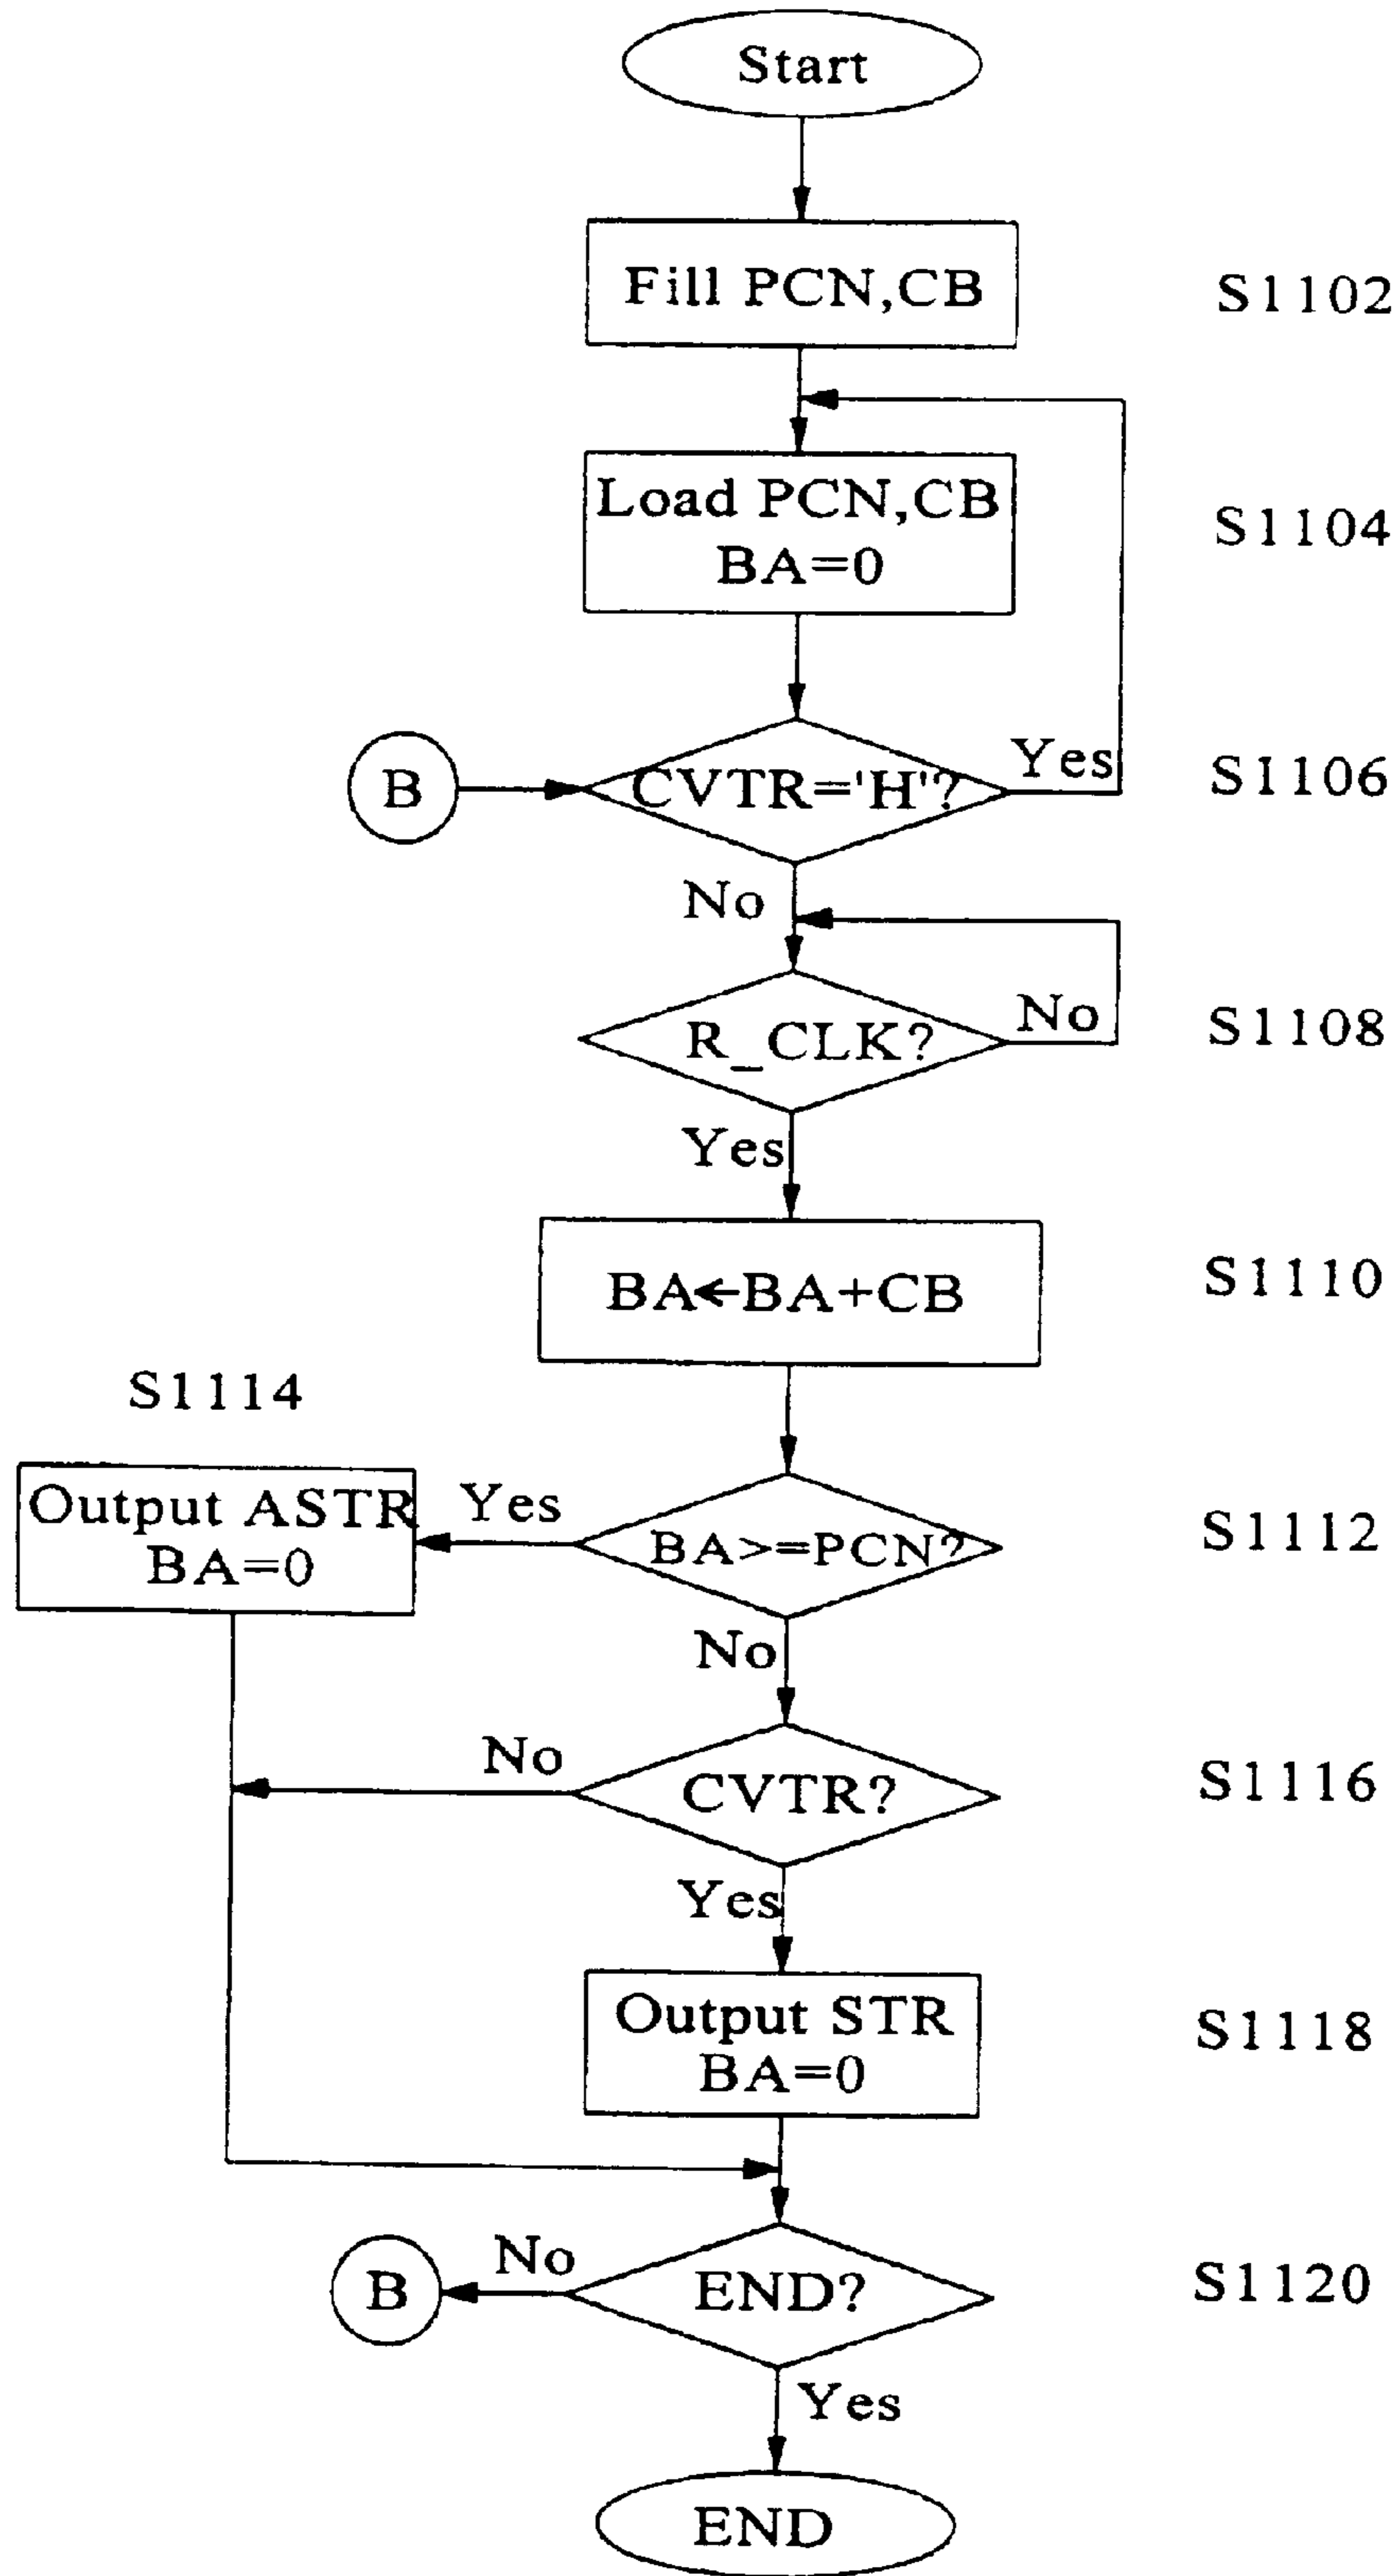 Start
Fill PCN,CB
S1102
Load PCN,CB
BA=0
S1104
B
CVTR='H'?
Yes
S1106
No
R_CLK?
No
S1108
Yes
BA←BA+CB
S1110
S1114
Output ASTR
BA=0
Yes
BA>=PCN?
S1112
No
No
CVTR?
S1116
Yes
Output STR
BA=0
S1118
B
No
END?
S1120
Yes
END